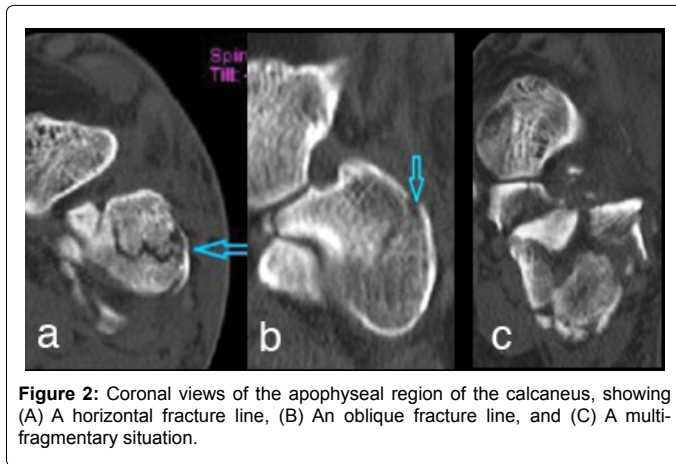 Spin
Tilt: -
a
b
c
Figure 2: Coronal views of the apophyseal region of the calcaneus, showing
(A) A horizontal fracture line, (B) An oblique fracture line, and (C) A multi-
fragmentary situation.